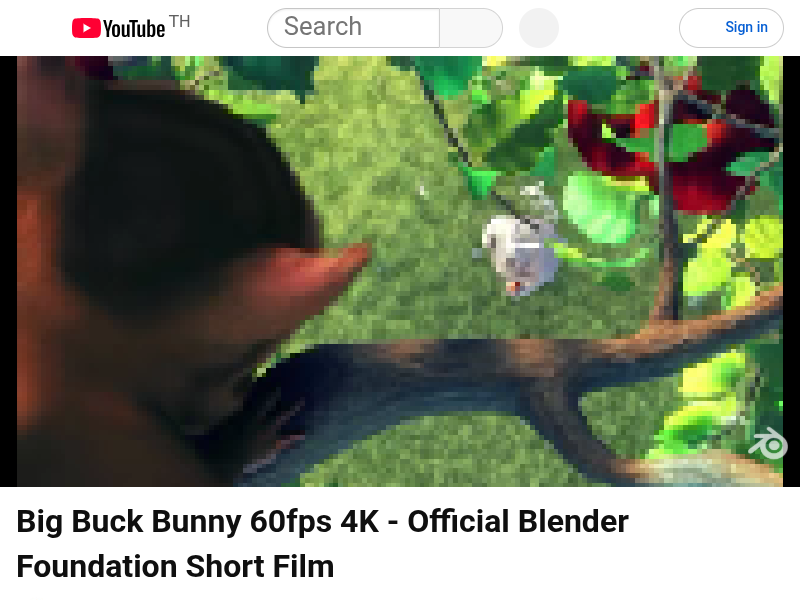 YouTube TH
Search
Sign in
Big Buck Bunny 60fps 4K - Official Blender
Foundation Short Film